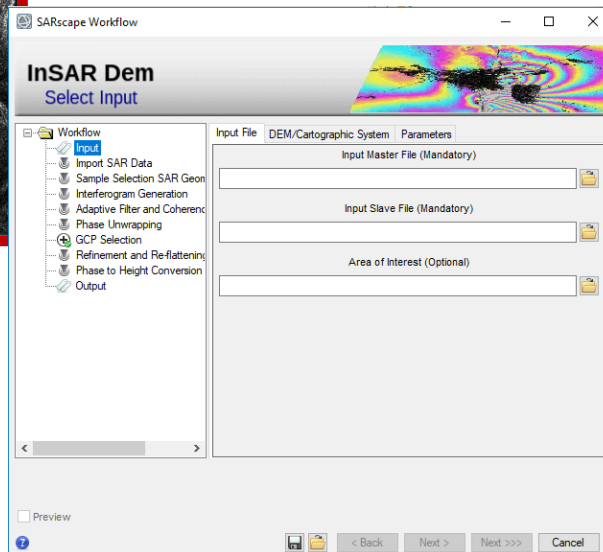 SARscape Workflow
InSAR Dem
Select Input
Workflow
Input
Import SAR Data
Sample Selection SAR Geon
Interferogram Generation
Adaptive Filter and Coherenc
Phase Unwrapping
GCP Selection
Refinement and Re-flattening
Phase to Height Conversion
Output
Input File DEM/Cartographic System Parameters
Input Master File (Mandatory)
Input Slave File (Mandatory)
Area of Interest (Optional)
Preview
< Back Next > Next >>> Cancel